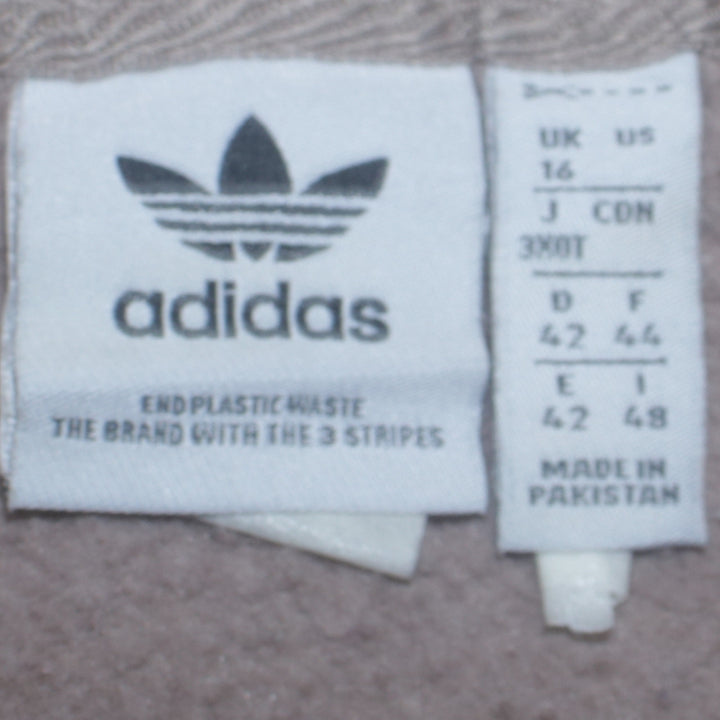 adidas
END PLASTIC WASTE
THE BRAND WITH THE 3 STRIPES
UK US
16
J CDN
D F
42 44
E I
42 48
MADE IN
PAKISTAN